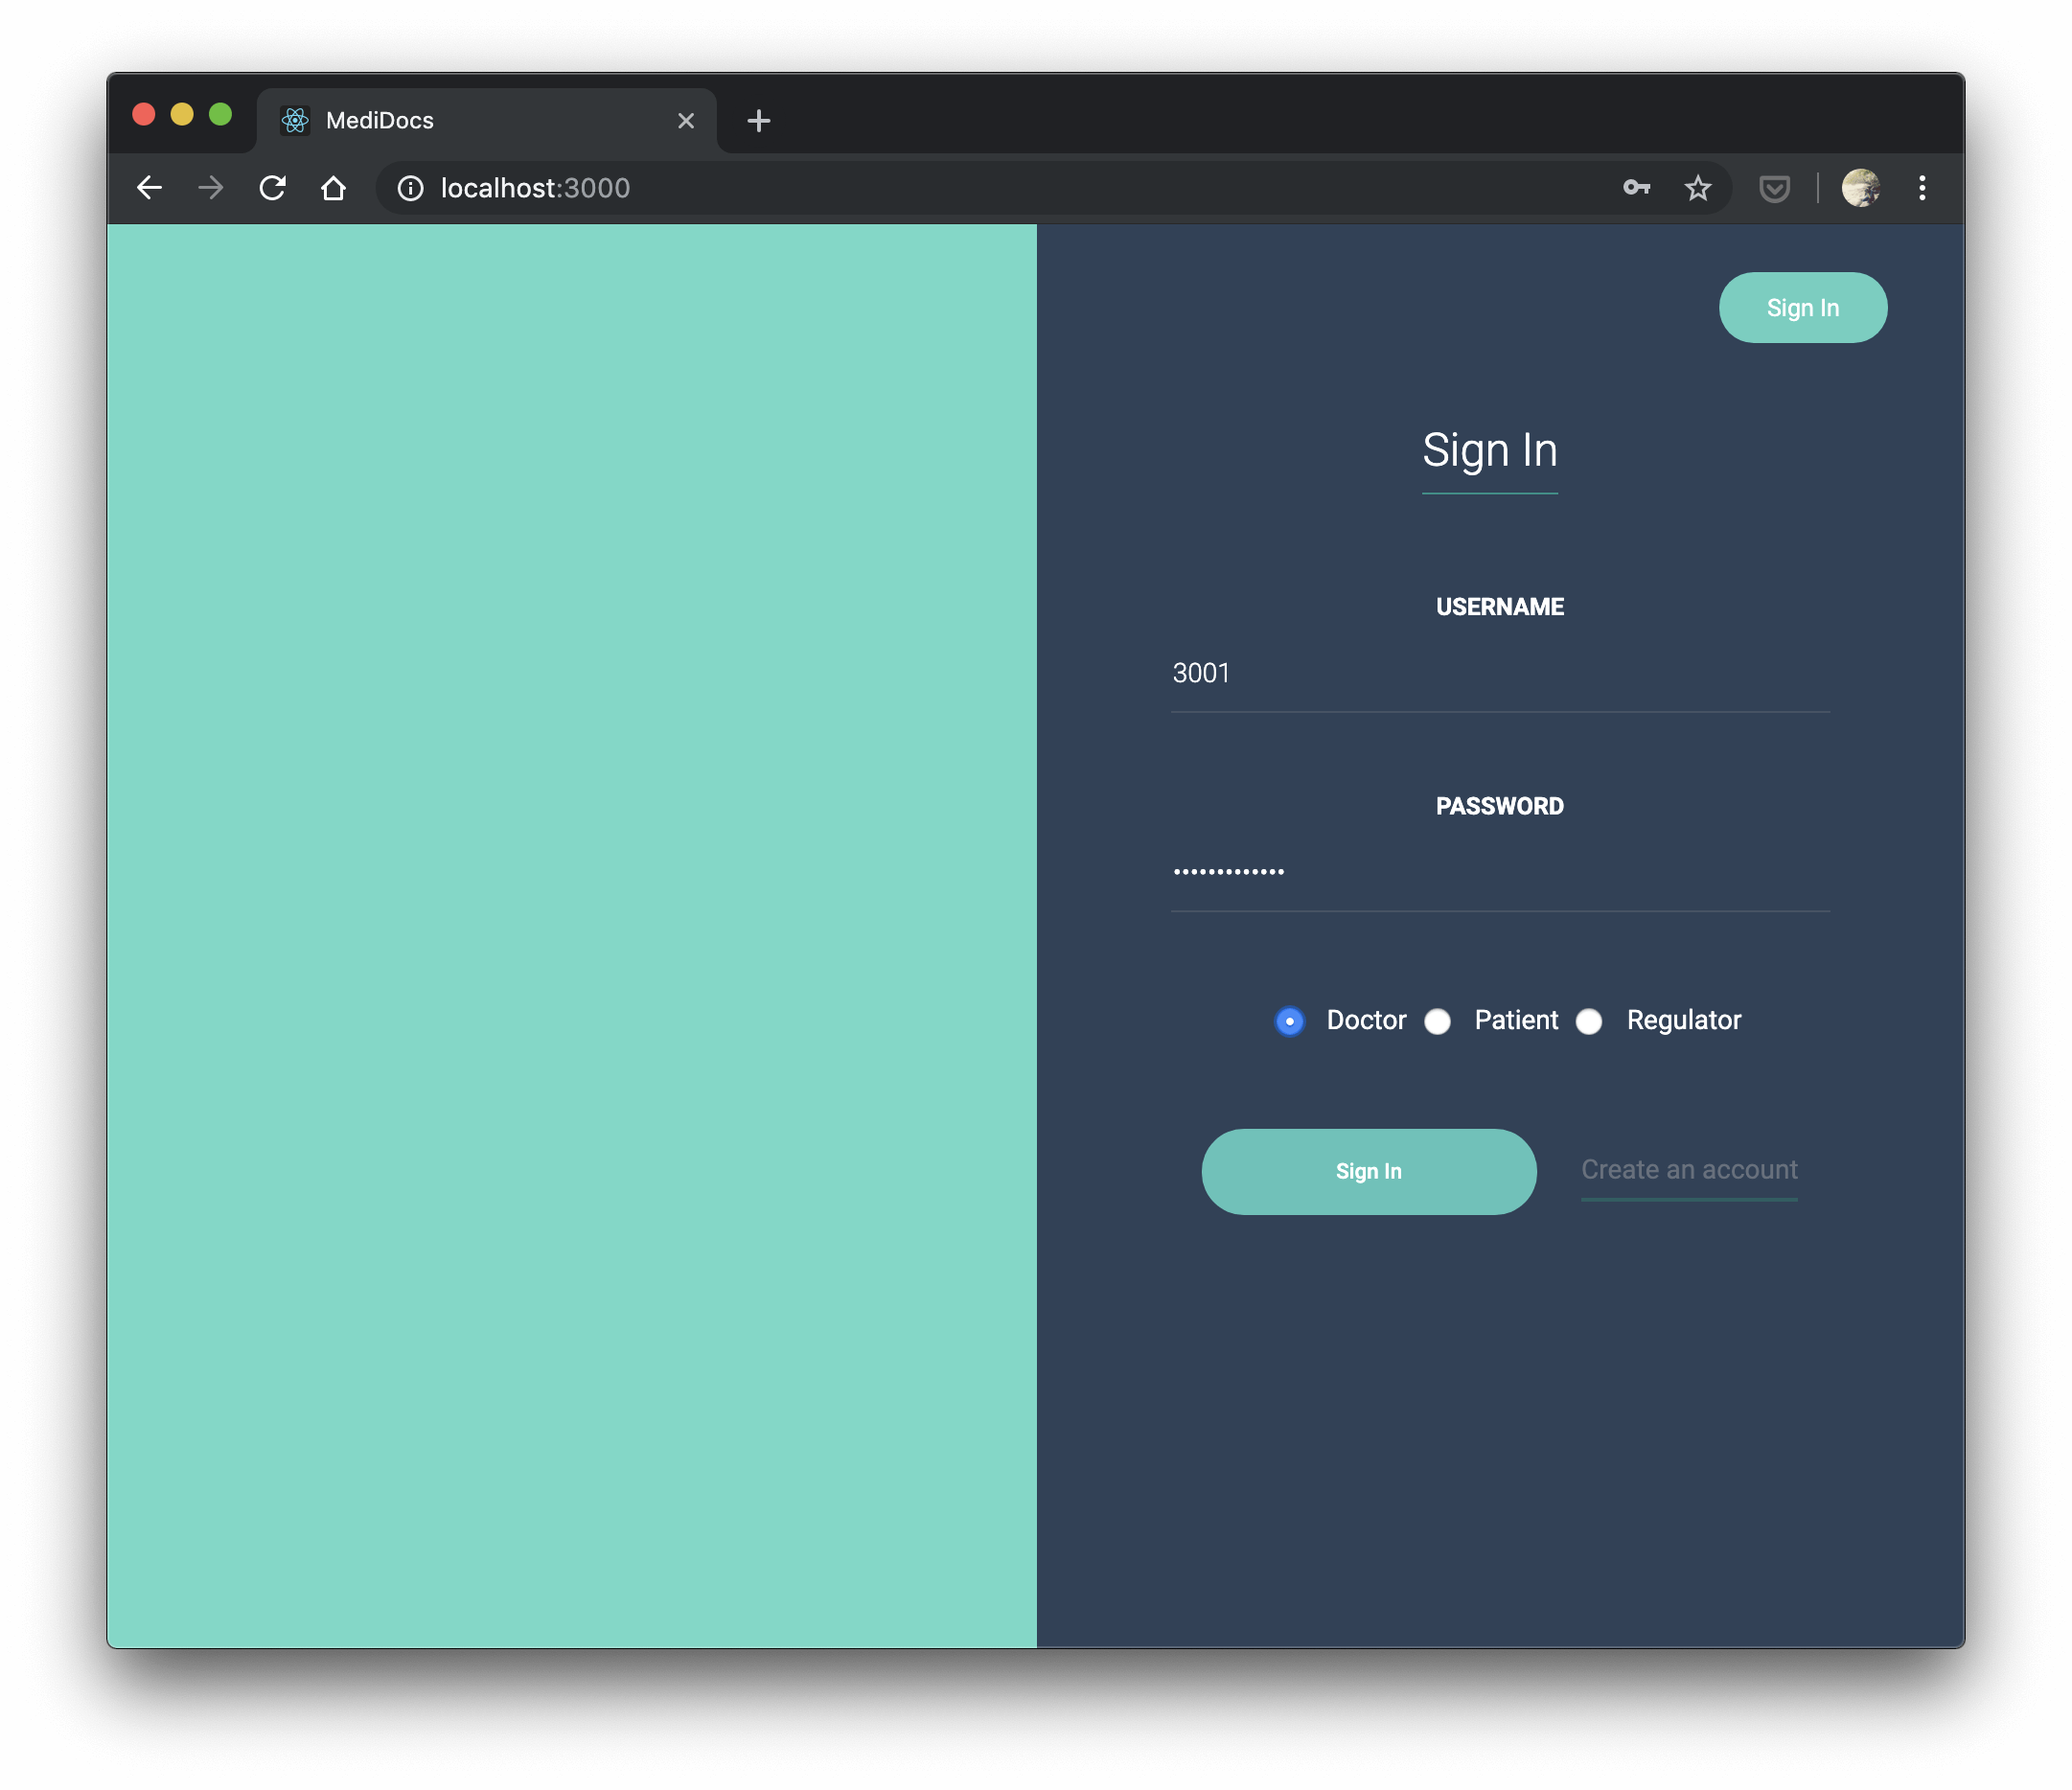 MediDocs
localhost:3000
Sign In
Sign In
USERNAME
3001
PASSWORD
•••••••••••••
Doctor Patient Regulator
Sign In Create an account